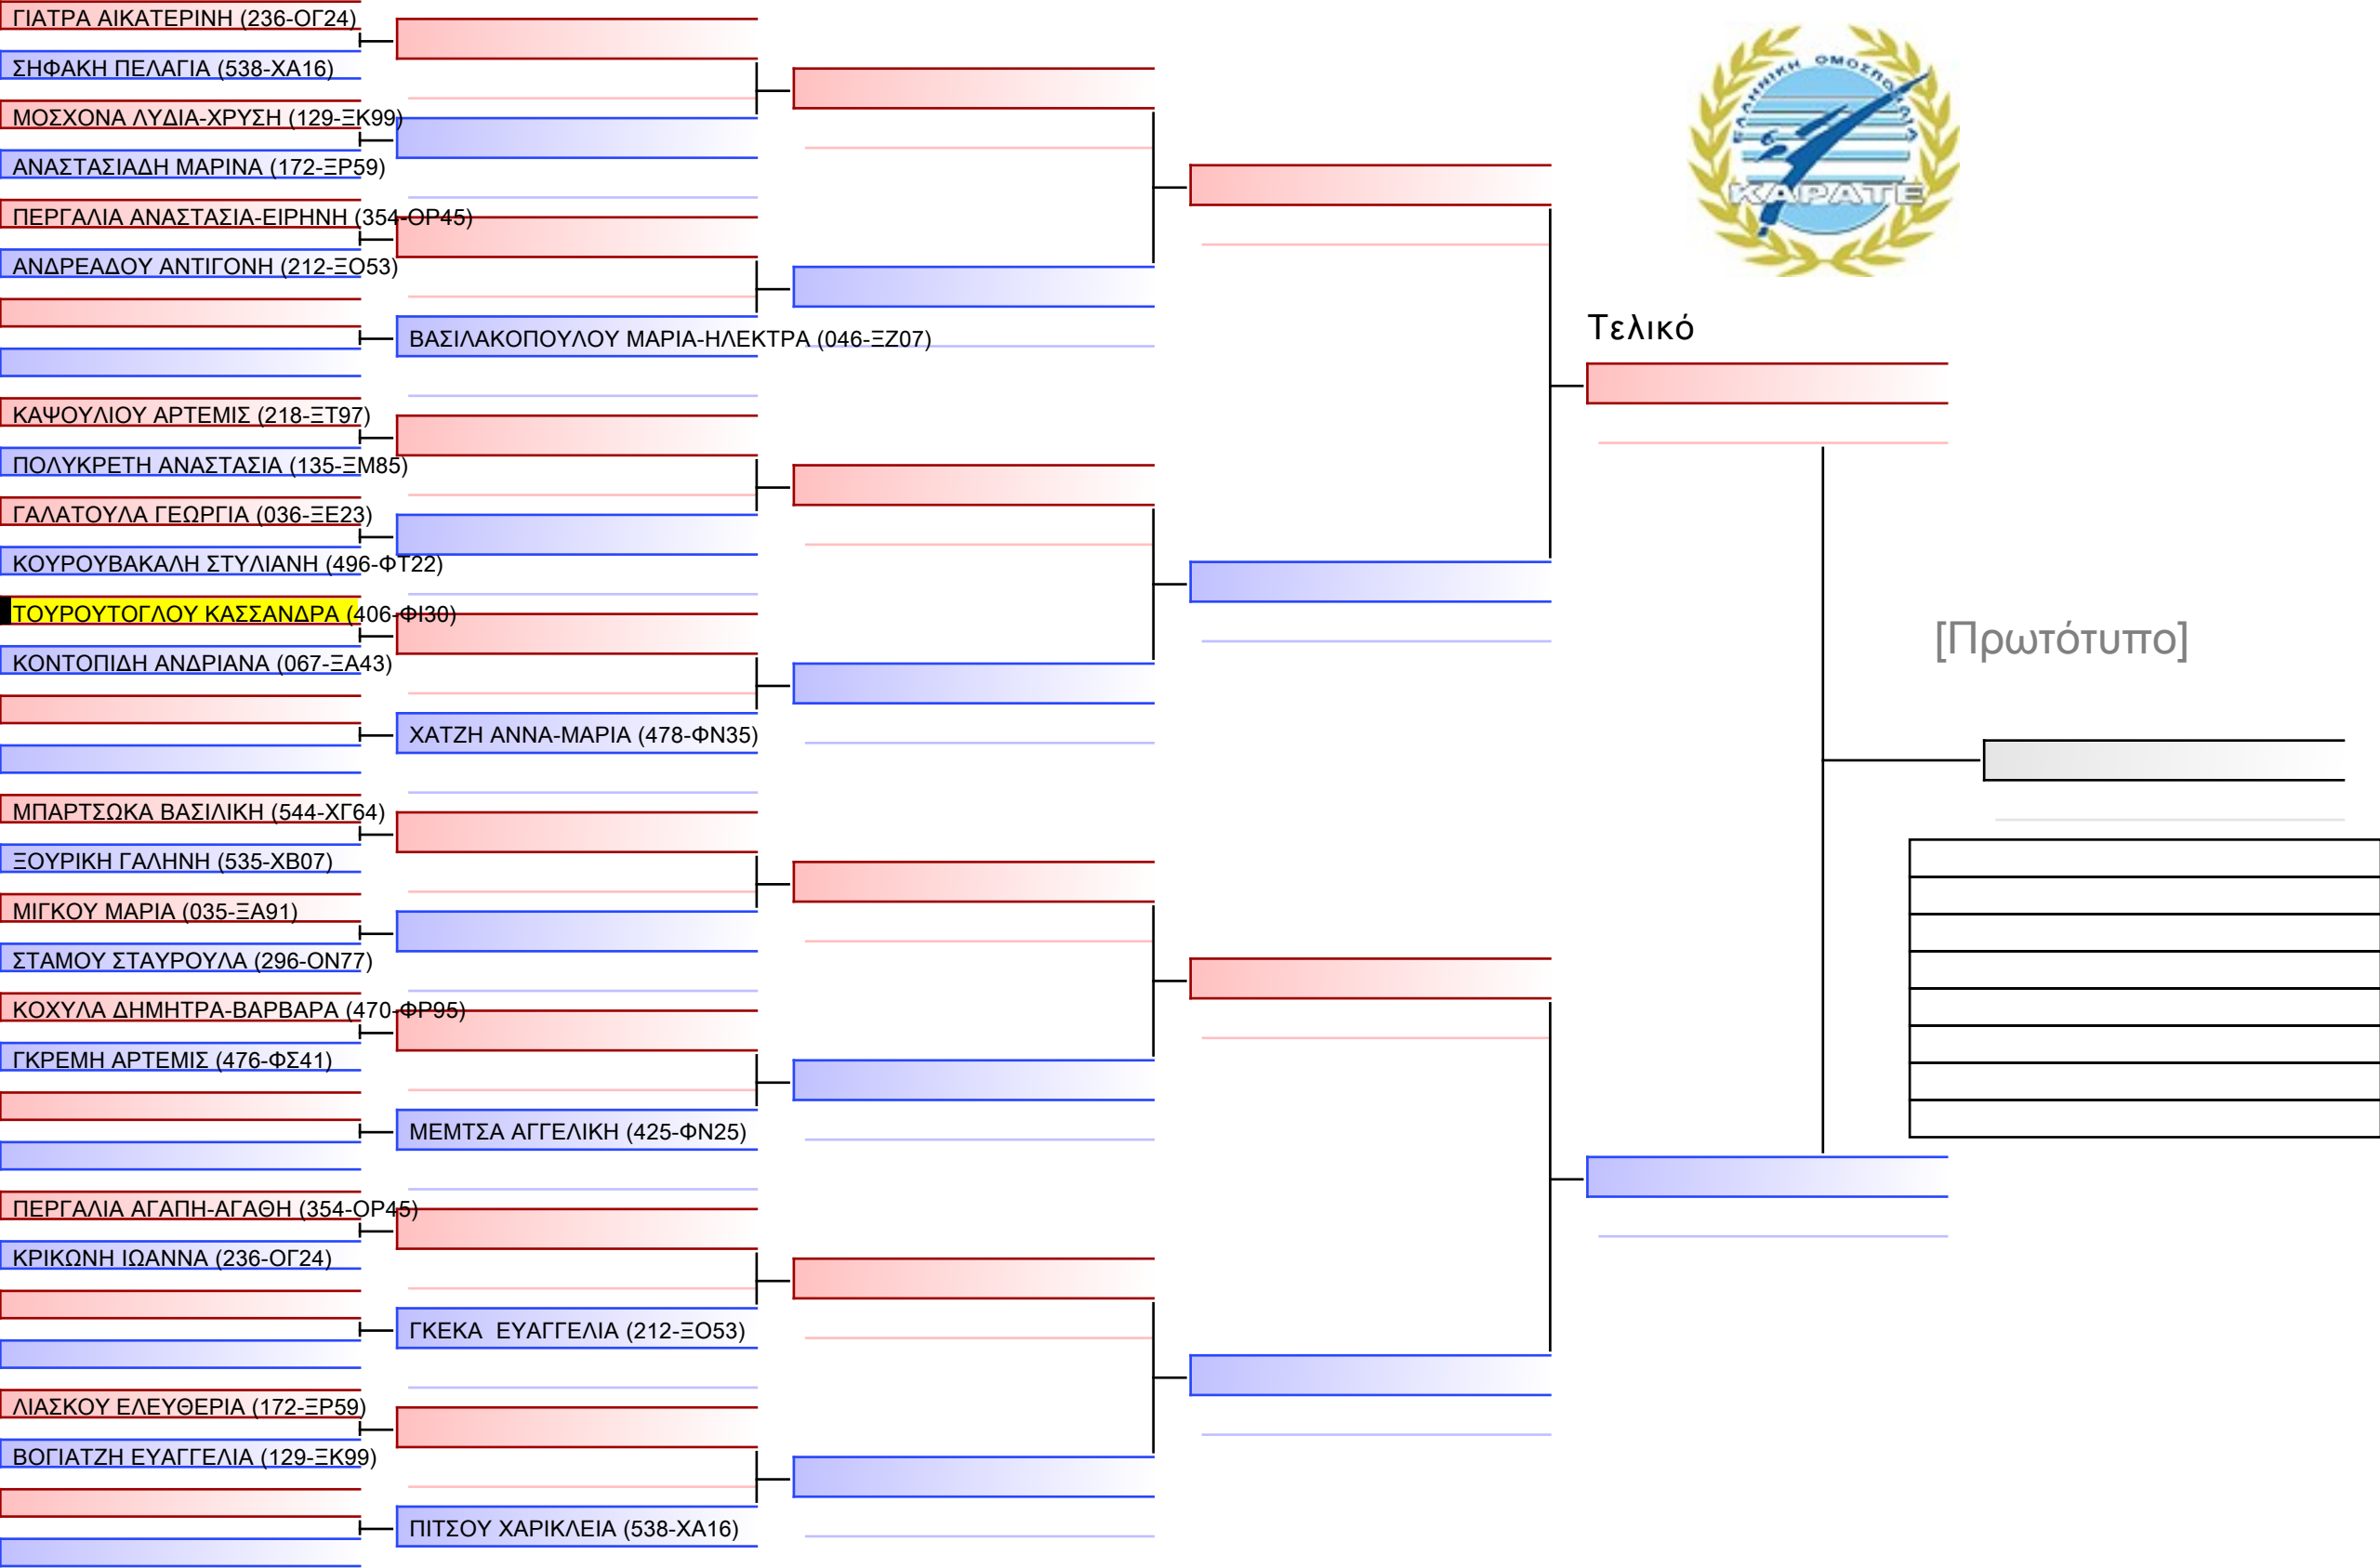 ΓΙΑΤΡΑ ΑΙΚΑΤΕΡΙΝΗ (236-ΟΓ24)
ΣΗΦΑΚΗ ΠΕΛΑΓΙΑ (538-ΧΑ16)
ΜΟΣΧΟΝΑ ΛΥΔΙΑ-ΧΡΥΣΗ (129-ΞΚ99)
ΑΝΑΣΤΑΣΙΑΔΗ ΜΑΡΙΝΑ (172-ΞΡ59)
ΠΕΡΓΑΛΙΑ ΑΝΑΣΤΑΣΙΑ-ΕΙΡΗΝΗ (354-ΟΡ45)
ΑΝΔΡΕΑΔΟΥ ΑΝΤΙΓΟΝΗ (212-ΞΟ53)
ΒΑΣΙΛΑΚΟΠΟΥΛΟΥ ΜΑΡΙΑ-ΗΛΕΚΤΡΑ (046-ΞΖ07)
ΚΑΨΟΥΛΙΟΥ ΑΡΤΕΜΙΣ (218-ΞΤ97)
ΠΟΛΥΚΡΕΤΗ ΑΝΑΣΤΑΣΙΑ (135-ΞΜ85)
ΓΑΛΑΤΟΥΛΑ ΓΕΩΡΓΙΑ (036-ΞΕ23)
ΚΟΥΡΟΥΒΑΚΑΛΗ ΣΤΥΛΙΑΝΗ (496-ΦΤ22)
ΤΟΥΡΟΥΤΟΓΛΟΥ ΚΑΣΣΑΝΔΡΑ (406-ΦΙ30)
ΚΟΝΤΟΠΙΔΗ ΑΝΔΡΙΑΝΑ (067-ΞΑ43)
ΧΑΤΖΗ ΑΝΝΑ-ΜΑΡΙΑ (478-ΦΝ35)
ΜΠΑΡΤΣΩΚΑ ΒΑΣΙΛΙΚΗ (544-ΧΓ64)
ΞΟΥΡΙΚΗ ΓΑΛΗΝΗ (535-ΧΒ07)
ΜΙΓΚΟΥ ΜΑΡΙΑ (035-ΞΑ91)
ΣΤΑΜΟΥ ΣΤΑΥΡΟΥΛΑ (296-ΟΝ77)
ΚΟΧΥΛΑ ΔΗΜΗΤΡΑ-ΒΑΡΒΑΡΑ (470-ΦΡ95)
ΓΚΡΕΜΗ ΑΡΤΕΜΙΣ (476-ΦΣ41)
ΜΕΜΤΣΑ ΑΓΓΕΛΙΚΗ (425-ΦΝ25)
ΠΕΡΓΑΛΙΑ ΑΓΑΠΗ-ΑΓΑΘΗ (354-ΟΡ45)
ΚΡΙΚΩΝΗ ΙΩΑΝΝΑ (236-ΟΓ24)
ΓΚΕΚΑ  ΕΥΑΓΓΕΛΙΑ (212-ΞΟ53)
ΛΙΑΣΚΟΥ ΕΛΕΥΘΕΡΙΑ (172-ΞΡ59)
ΒΟΓΙΑΤΖΗ ΕΥΑΓΓΕΛΙΑ (129-ΞΚ99)
ΠΙΤΣΟΥ ΧΑΡΙΚΛΕΙΑ (538-ΧΑ16)
ΕΛΛΗΝΙΚΗ ΟΜΟΣΠΟΝΔΙΑ
ΚΑΡΑΤΕ
Τελικό
[Πρωτότυπο]